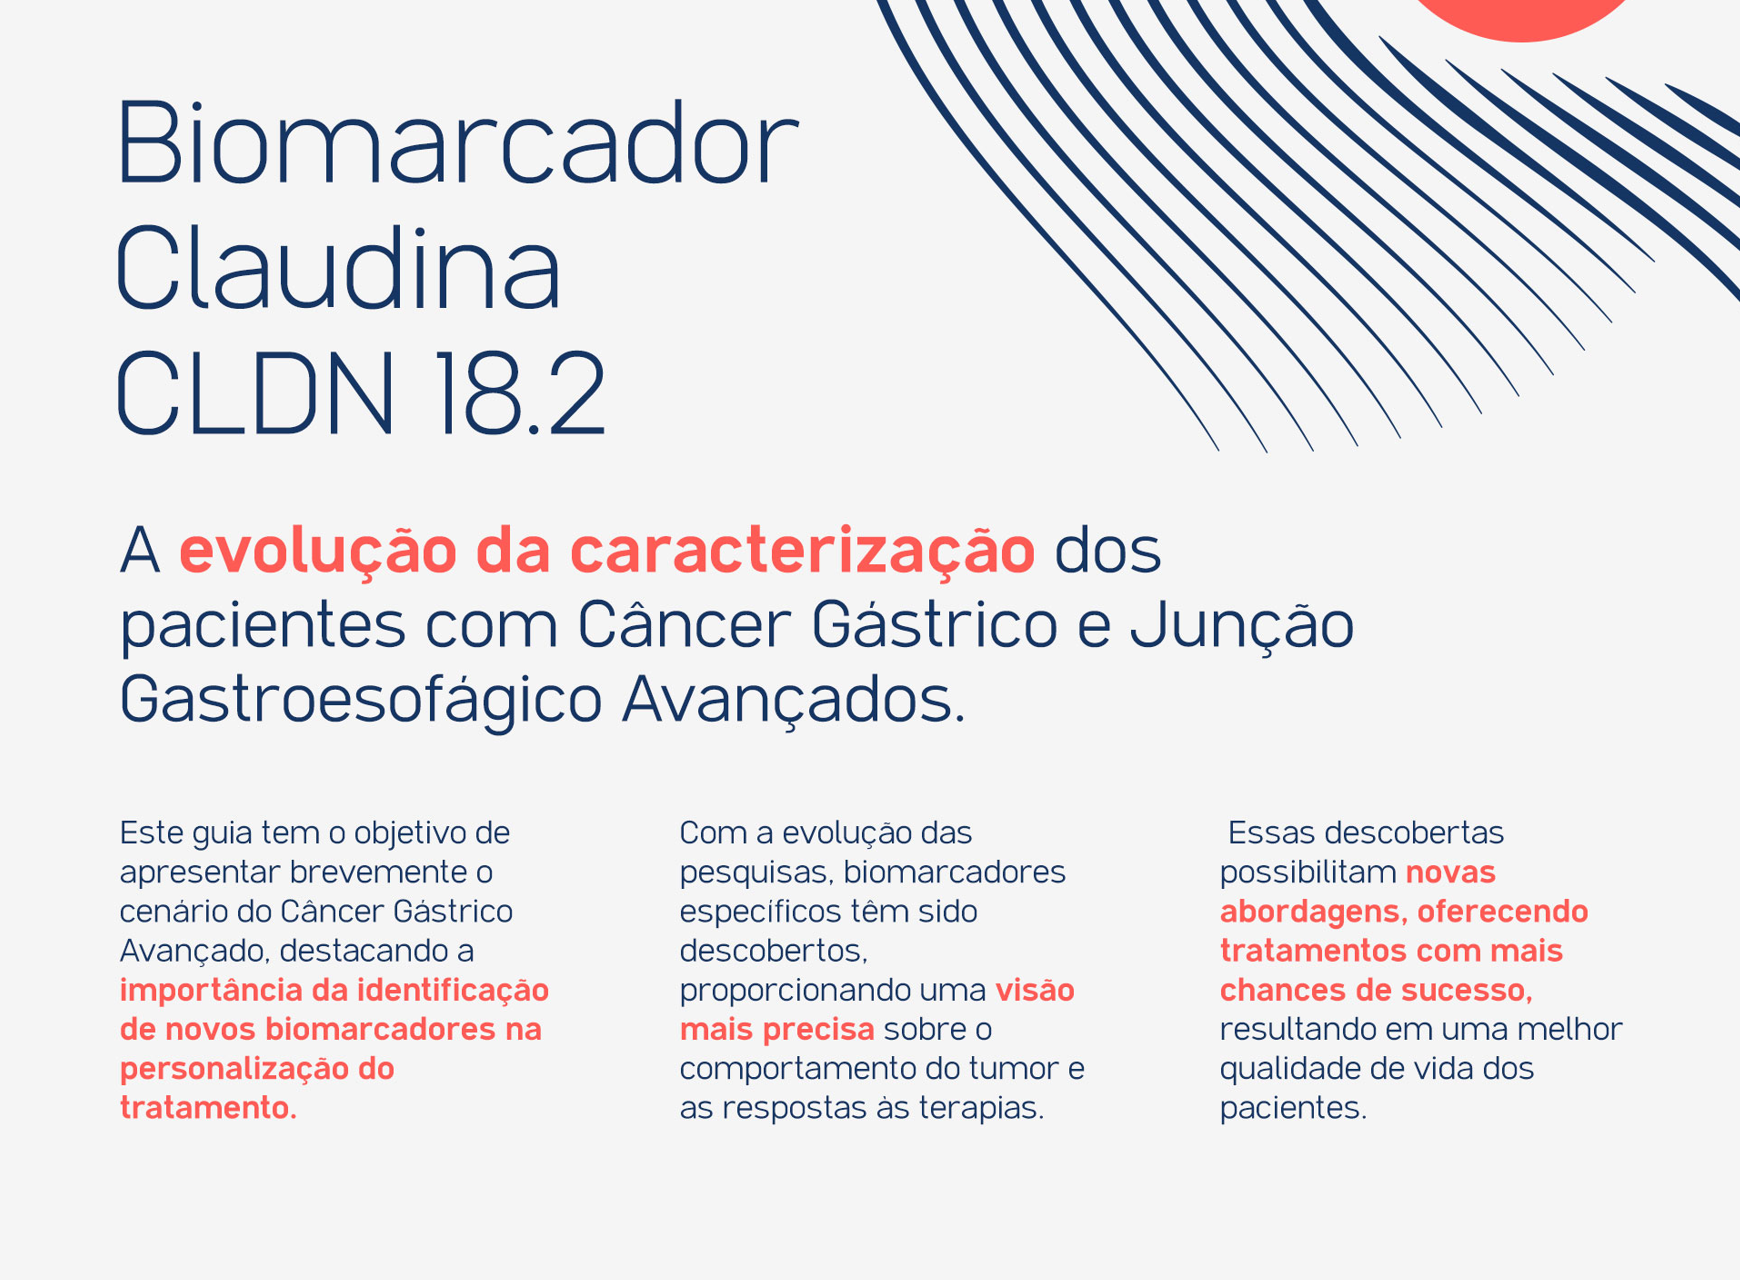 Biomarcador
Claudina
CLDN 18.2
A evolução da caracterização dos
pacientes com Câncer Gástrico e Junção
Gastroesofágico Avançados.
Este guia tem o objetivo de
apresentar brevemente o
cenário do Câncer Gástrico
Avançado, destacando a
importância da identificação
de novos biomarcadores na
personalização do
tratamento.
Com a evolução das
pesquisas, biomarcadores
específicos têm sido
descobertos,
proporcionando uma visão
mais precisa sobre o
comportamento do tumor e
as respostas às terapias.
Essas descobertas
possibilitam novas
abordagens, oferecendo
tratamentos com mais
chances de sucesso,
resultando em uma melhor
qualidade de vida dos
pacientes.